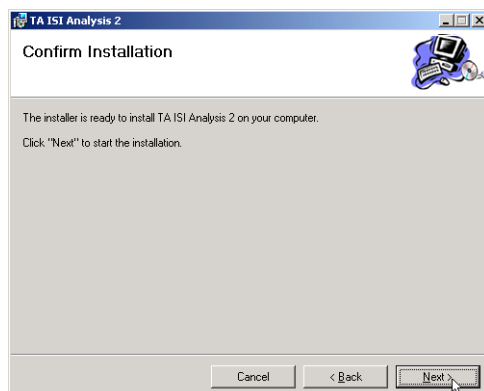 TA ISI Analysis 2
Confirm Installation
The installer is ready to install TA ISI Analysis 2 on your computer.
Click "Next" to start the installation.
Cancel
< Back
Next >